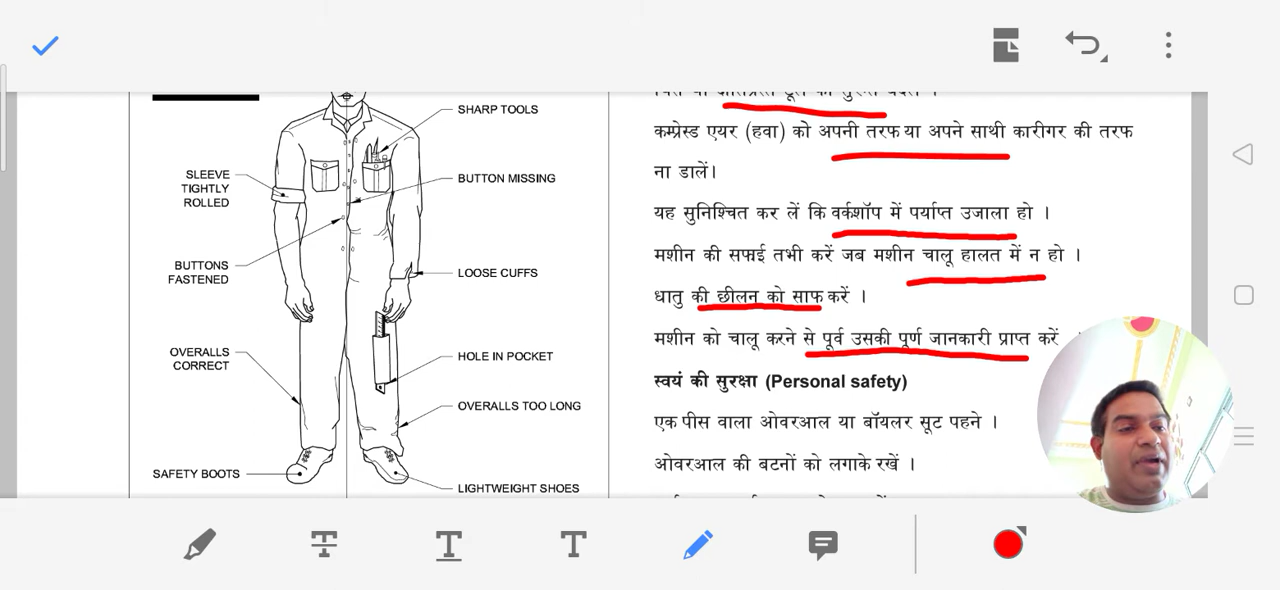 SHARP TOOLS
SLEEVE
TIGHTLY
ROLLED
BUTTON MISSING
BUTTONS
FASTENED
LOOSE CUFFS
OVERALLS
CORRECT
HOLE IN POCKET
OVERALLS TOO LONG
SAFETY BOOTS
LIGHTWEIGHT SHOES
कम्प्रेस्ड एयर (हवा) को अपनी तरफ या अपने साथी कारीगर की तरफ
ना डालें।
यह सुनिश्चित कर लें कि वर्कशॉप में पर्याप्त उजाला हो ।
मशीन की सफाई तभी करें जब मशीन चालू हालत में न हो ।
धातु की छीलन को साफ करें ।
मशीन को चालू करने से पूर्व उसकी पूर्ण जानकारी प्राप्त करें
स्वयं की सुरक्षा (Personal safety)
एक पीस वाला ओवरआल या बॉयलर सूट पहने ।
ओवरआल की बटनों को लगाके रखें ।
T
T
T